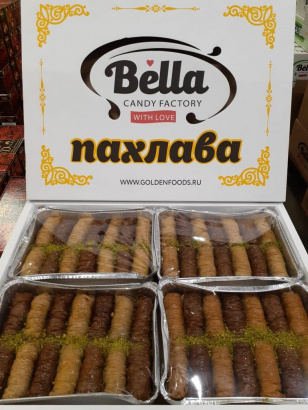 Bella
CANDY FACTORY
WITH LOVE
пахлава
WWW.GOLDENFOODS.RU